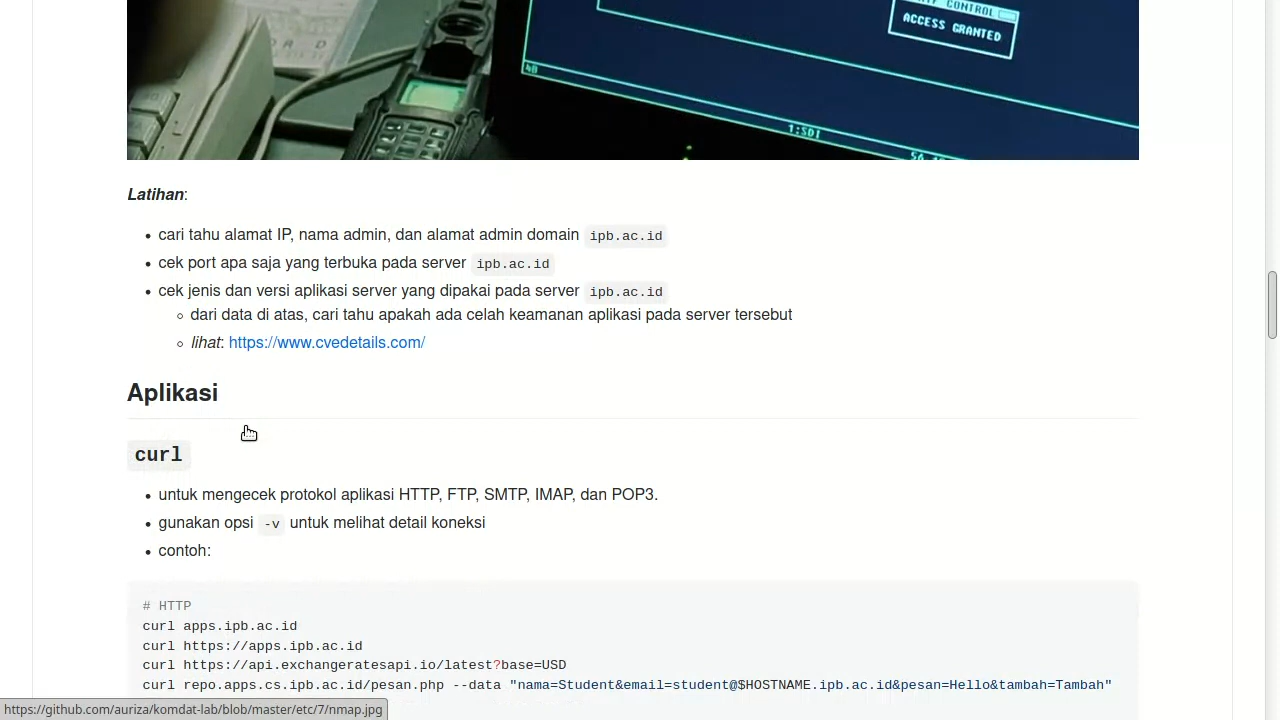 CONTROL
ACCESS GRANTED
Latihan:
• cari tahu alamat IP, nama admin, dan alamat admin domain ipb.ac.id
• cek port apa saja yang terbuka pada server ipb.ac.id
• cek jenis dan versi aplikasi server yang dipakai pada server ipb.ac.id
◦ dari data di atas, cari tahu apakah ada celah keamanan aplikasi pada server tersebut
◦ lihat: https://www.cvedetails.com/
Aplikasi
curl
• untuk mengecek protokol aplikasi HTTP, FTP, SMTP, IMAP, dan POP3.
• gunakan opsi -v untuk melihat detail koneksi
• contoh:
# HTTP
curl apps.ipb.ac.id
curl https://apps.ipb.ac.id
curl https://api.exchangeratesapi.io/latest?base=USD
curl repo.apps.cs.ipb.ac.id/pesan.php --data "nama=Student&email=student@$HOSTNAME.ipb.ac.id&pesan=Hello&tambah=Tambah"
https://github.com/auriza/komdat-lab/blob/master/etc/7/nmap.jpg